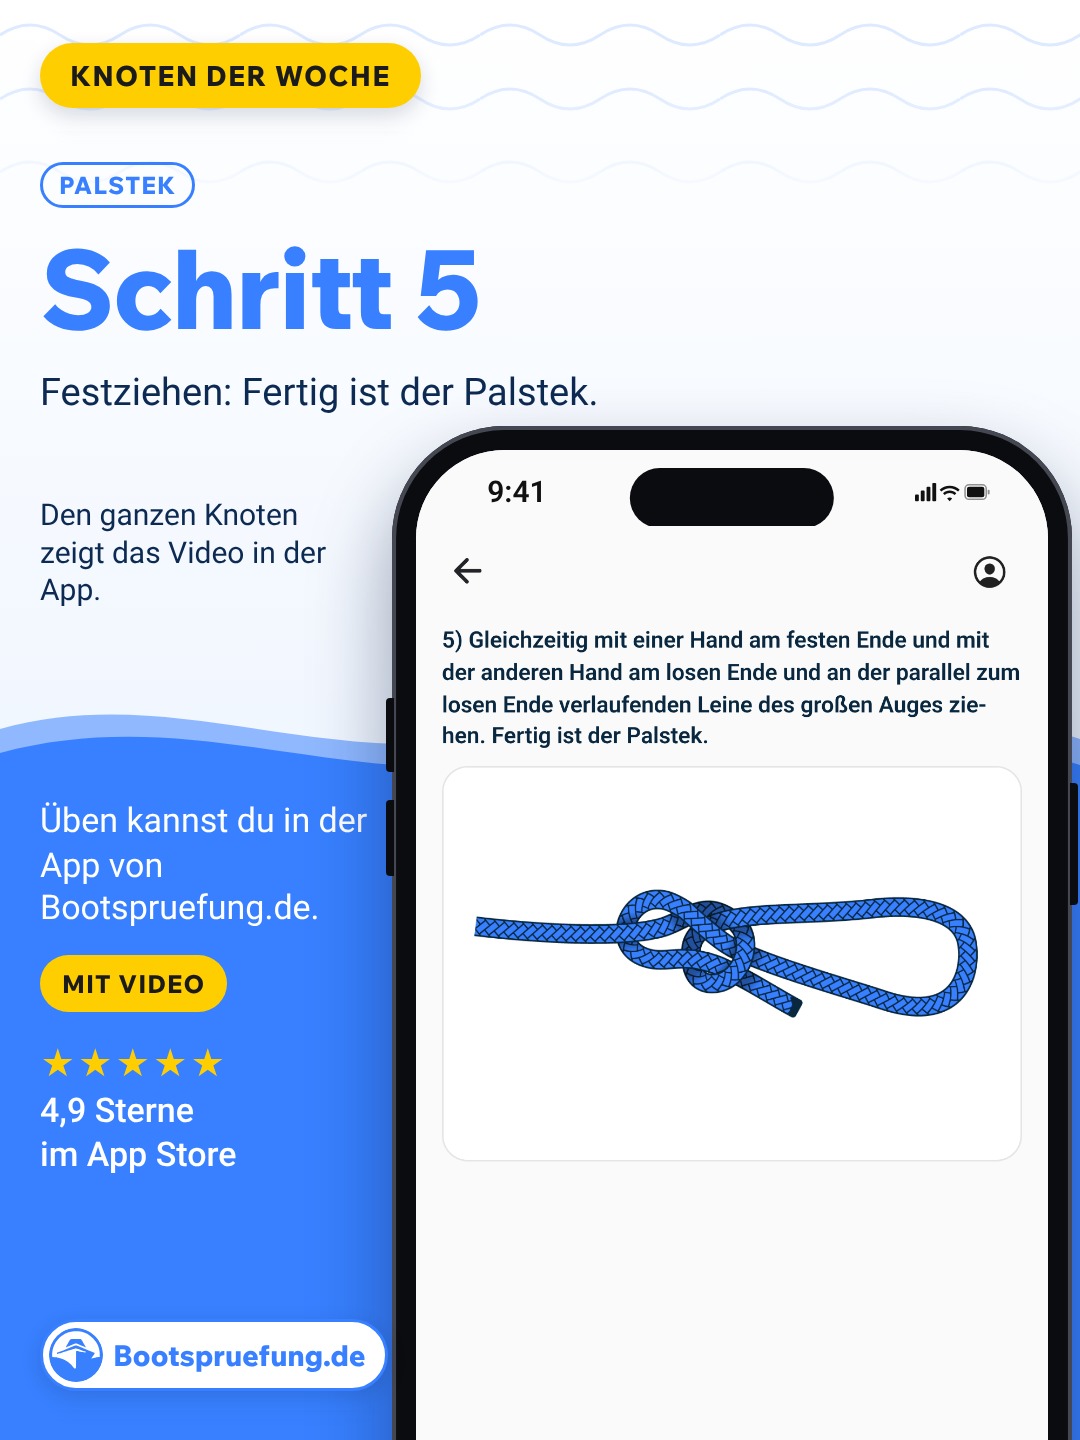 KNOTEN DER WOCHE
PALSTEK
Schritt 5
Festziehen: Fertig ist der Palstek.
Den ganzen Knoten
zeigt das Video in der
App.
9:41
5) Gleichzeitig mit einer Hand am festen Ende und mit
der anderen Hand am losen Ende und an der parallel zum
losen Ende verlaufenden Leine des großen Auges zie-
hen. Fertig ist der Palstek.
Üben kannst du in der
App von
Bootspruefung.de.
MIT VIDEO
★★★★★
4,9 Sterne
im App Store
Bootspruefung.de